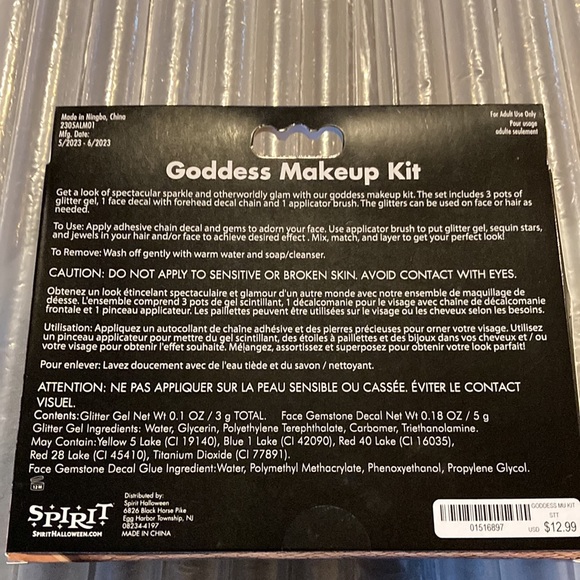 Made in Ningbo, China
2305ALM01
Mfg. Date:
5/2023 - 6/2023
For Adult Use Only
Pour usage
adulte seulement
Goddess Makeup Kit
Get a look of spectacular sparkle and otherworldly glam with our goddess makeup kit. The set includes 3 pots of
glitter gel, 1 face decal with forehead decal chain and 1 applicator brush. The glitters can be used on face or hair as
needed.
To Use: Apply adhesive chain decal and gems to adorn your face. Use applicator brush to put glitter gel, sequin stars,
and jewels in your hair and/or face to achieve desired effect . Mix, match, and layer to get your perfect look!
To Remove: Wash off gently with warm water and soap/cleanser.
CAUTION: DO NOT APPLY TO SENSITIVE OR BROKEN SKIN. AVOID CONTACT WITH EYES.
Obtenez un look étincelant spectaculaire et glamour d'un autre monde avec notre ensemble de maquillage de
déesse. L'ensemble comprend 3 pots de gel scintillant, 1 décalcomanie pour le visage avec chaîne de décalcomanie
frontale et 1 pinceau applicateur. Les paillettes peuvent être utilisées sur le visage ou les cheveux selon les besoins.
Utilisation: Appliquez un autocollant de chaîne adhésive et des pierres précieuses pour orner votre visage. Utilisez
un pinceau applicateur pour mettre du gel scintillant, des étoiles à paillettes et des bijoux dans vos cheveux et / ou
votre visage pour obtenir l'effet souhaité. Mélangez, assortissez et superposez pour obtenir votre look parfait!
Pour enlever: Lavez doucement avec de l'eau tiède et du savon / nettoyant.
ATTENTION: NE PAS APPLIQUER SUR LA PEAU SENSIBLE OU CASSÉE. ÉVITER LE CONTACT
VISUEL.
Contents:Glitter Gel Net Wt 0.1 OZ / 3 g TOTAL. Face Gemstone Decal Net Wt 0.18 OZ / 5 g
Glitter Gel Ingredients: Water, Glycerin, Polyethylene Terephthalate, Carbomer, Triethanolamine.
May Contain:Yellow 5 Lake (CI 19140), Blue 1 Lake (CI 42090), Red 40 Lake (CI 16035),
Red 28 Lake (CI 45410), Titanium Dioxide (CI 77891).
Face Gemstone Decal Glue Ingredient:Water, Polymethyl Methacrylate, Phenoxyethanol, Propylene Glycol.
12 M
SPIRIT
SPIRITHALLOWEEN.COM
Distributed by:
Spirit Halloween
6826 Black Horse Pike
Egg Harbor Township, NJ
08234-4197
MADE IN CHINA
GODDESS MU KIT
STT
01516897
USD $12.99